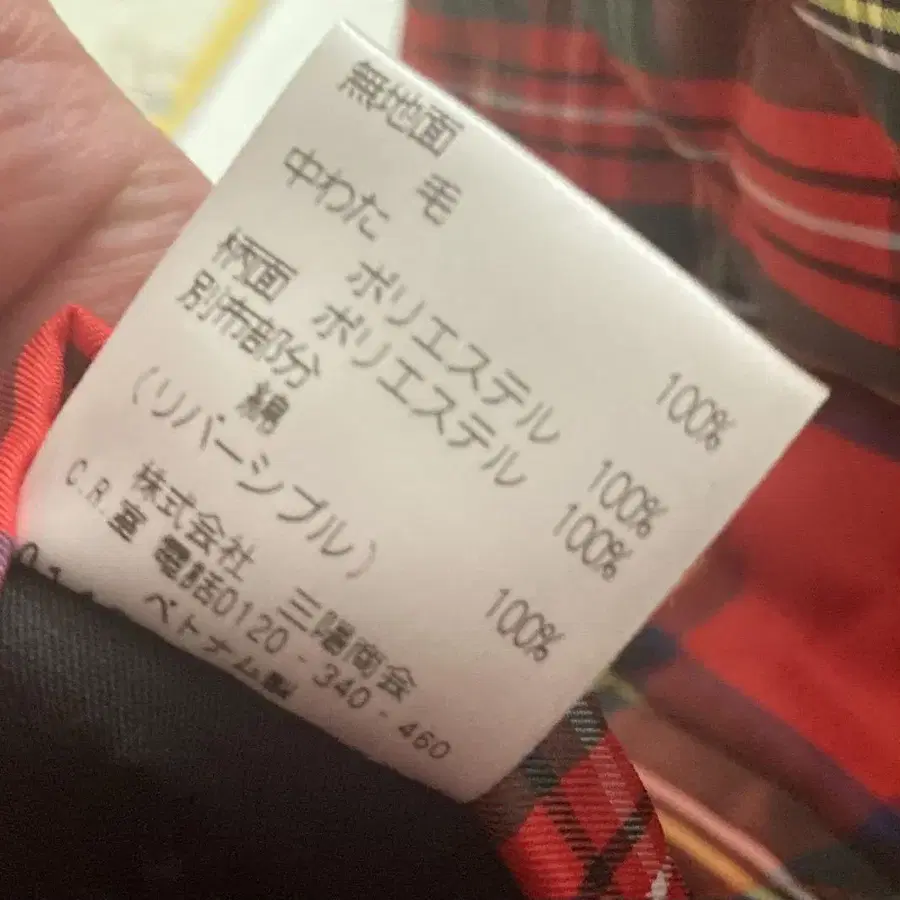 無地面
毛 100%
中わた
ポリエステル 100%
柄面 ポリエステル 100%
別布部分
綿 100%
(リバーシブル)
株式会社 三陽商会
C.R.室 電話0120-340-460
ベトナム製